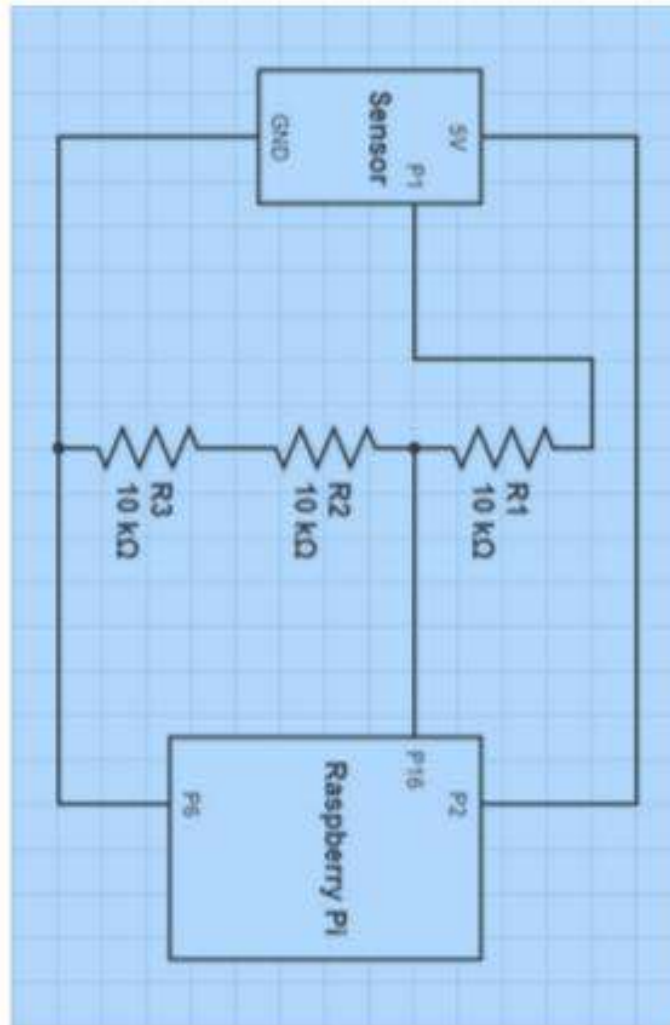 5V
P1
Sensor
GND
R1
10 kΩ
R2
10 kΩ
R3
10 kΩ
P2
P16
Raspberry Pi
P6